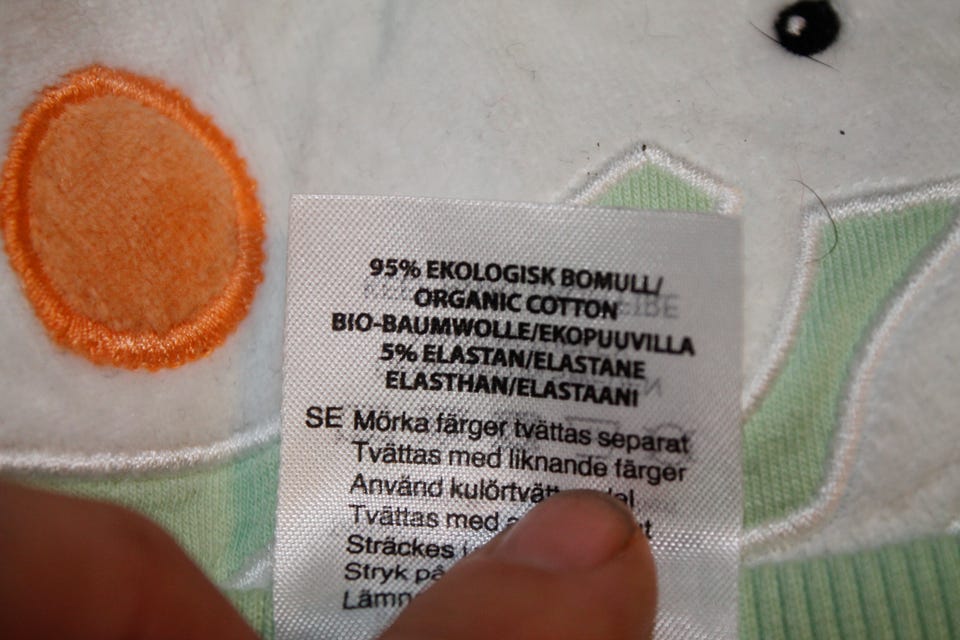 95% EKOLOGISK BOMULL/
ORGANIC COTTON
BIO-BAUMWOLLE/EKOPUUVILLA
5% ELASTAN/ELASTANE
ELASTHAN/ELASTAANI
SE Mörka färger tvättas separat
Tvättas med liknande färger
Använd
Tvättas med
Sträckes
Stryk på